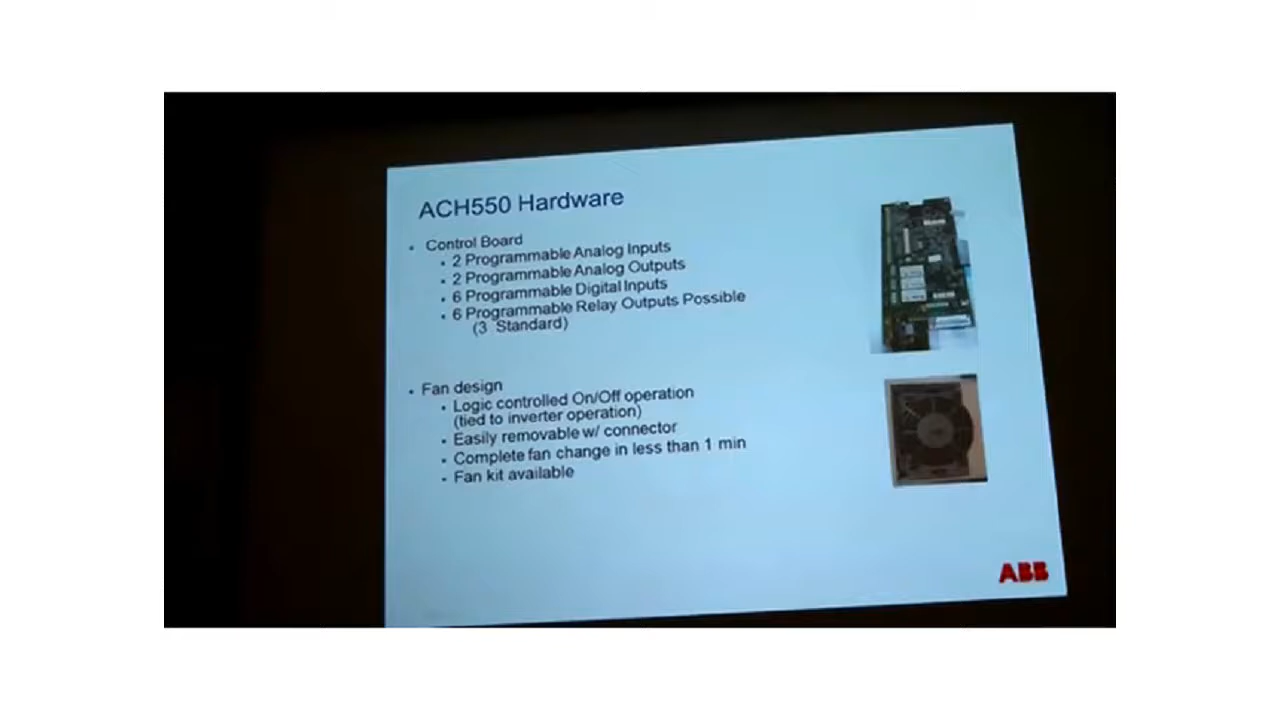 ACH550 Hardware
• Control Board
• 2 Programmable Analog Inputs
• 2 Programmable Analog Outputs
• 6 Programmable Digital Inputs
• 6 Programmable Relay Outputs Possible
(3 Standard)
• Fan design
• Logic controlled On/Off operation
(tied to inverter operation)
• Easily removable w/ connector
• Complete fan change in less than 1 min
• Fan kit available
ABB